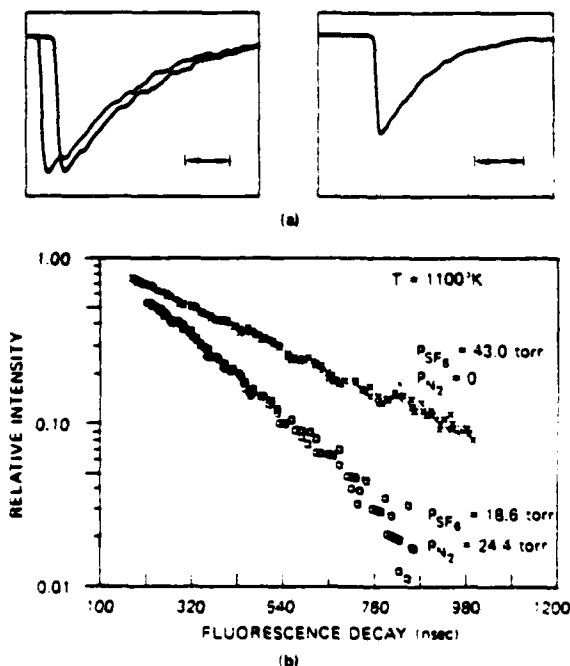 (a)
1.00
0.10
0.01
RELATIVE INTENSITY
T = 1100°K
P_SF6 = 43.0 torr
P_N2 = 0
P_SF6 = 18.6 torr
P_N2 = 24.4 torr
100 320 540 780 980 1200
FLUORESCENCE DECAY (nsec)
(b)